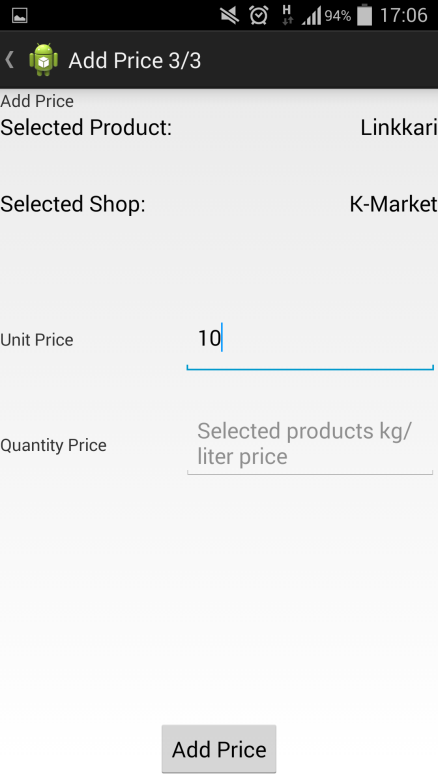 H 94% 17:06
Add Price 3/3
Add Price
Selected Product: Linkkari
Selected Shop: K-Market
Unit Price 10
Quantity Price Selected products kg/
liter price
Add Price